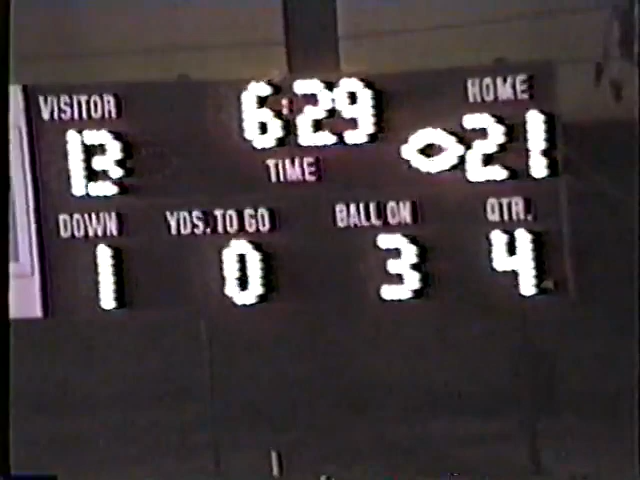 VISITOR 6:29 HOME
13 TIME 21
DOWN YDS. TO GO BALL ON QTR.
1 0 3 4